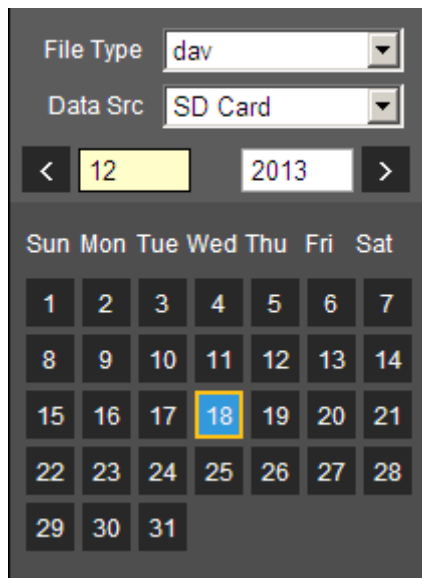 File Type dav
Data Src SD Card
< 12 2013 >
Sun Mon Tue Wed Thu Fri Sat
1 2 3 4 5 6 7
8 9 10 11 12 13 14
15 16 17 18 19 20 21
22 23 24 25 26 27 28
29 30 31